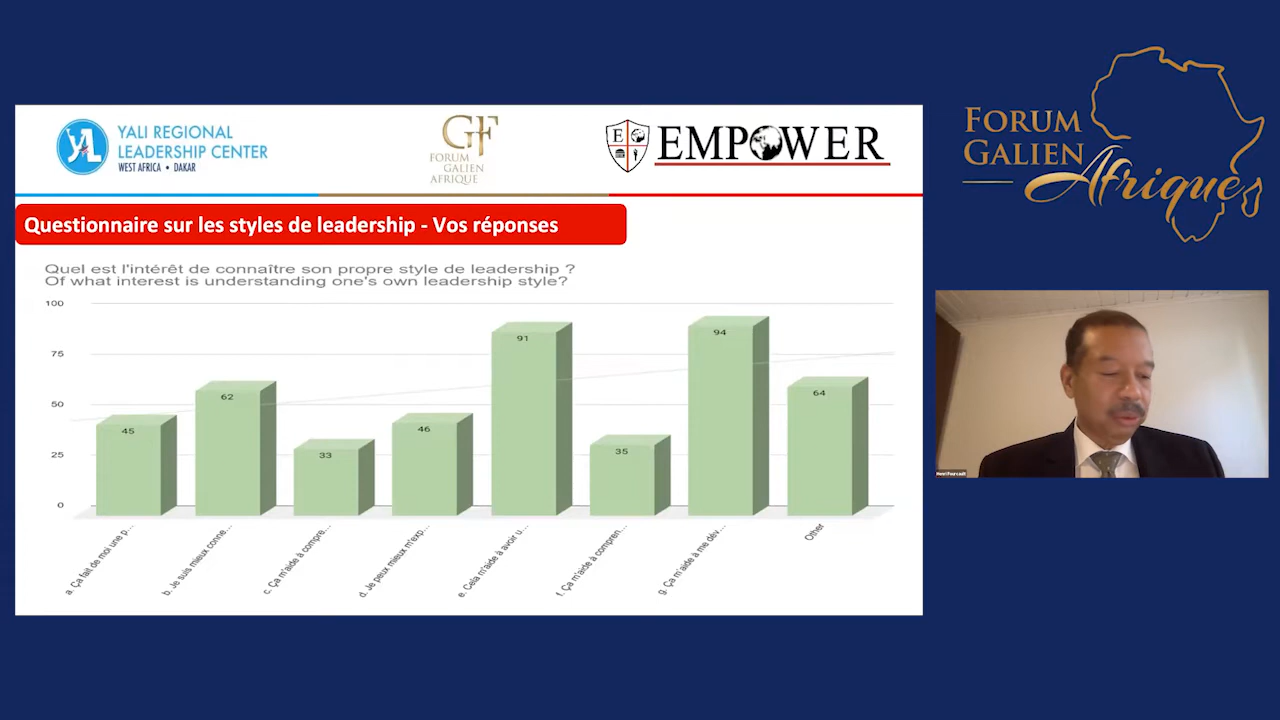 YALI REGIONAL
LEADERSHIP CENTER
WEST AFRICA • DAKAR
GF
FORUM
GALIEN
AFRIQUE
E
EMPOWER
FORUM
GALIEN
Afrique
Questionnaire sur les styles de leadership - Vos réponses
Quel est l'intérêt de connaître son propre style de leadership ?
Of what interest is understanding one's own leadership style?
100
75
50
25
0
45
62
33
46
91
35
94
64
a. Ça fait de moi une p...
b. Je suis mieux conne...
c. Ça m'aide à compre...
d. Je peux mieux m'exp...
e. Cela m'aide à avoir u...
f. Ça m'aide à compren...
g. Ça m'aide à me dév...
Other